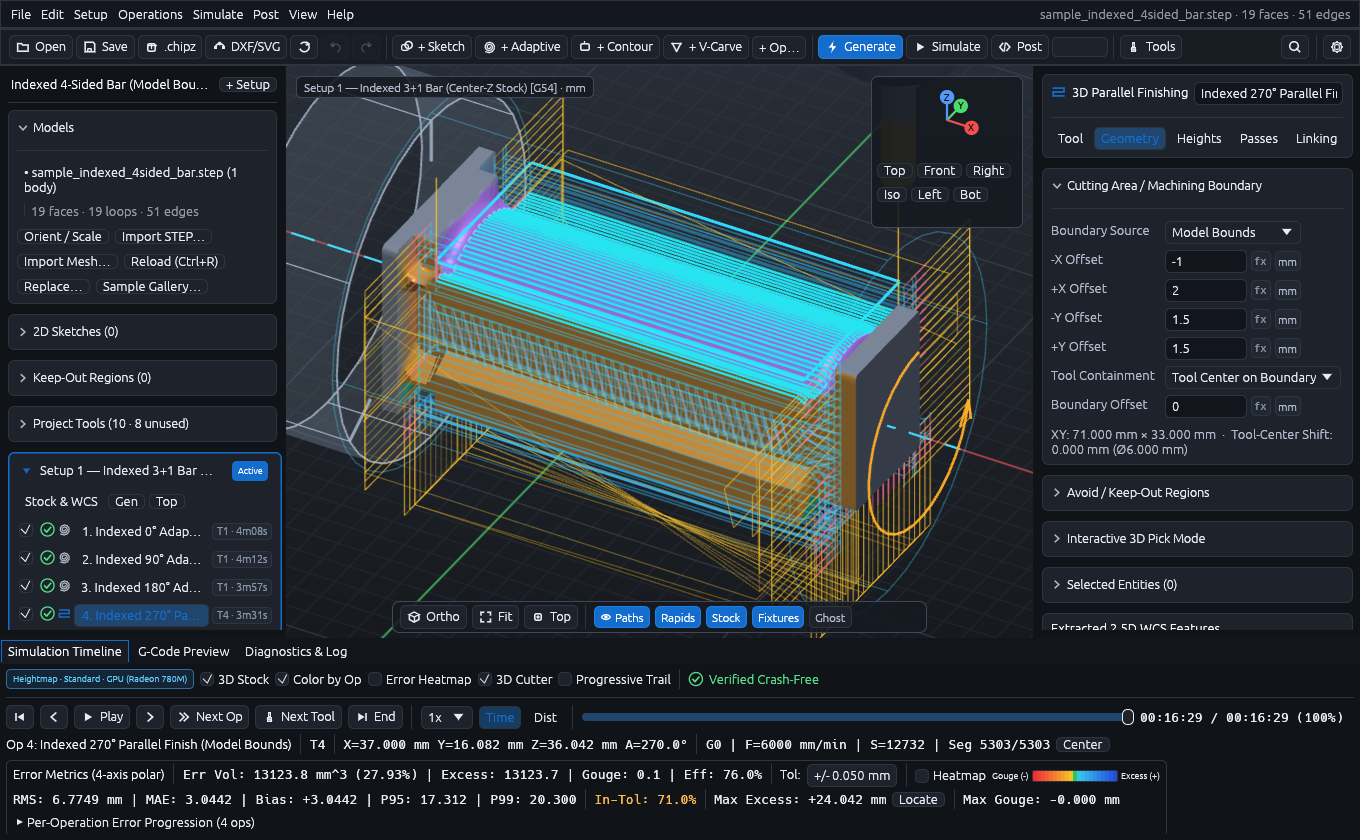 File Edit Setup Operations Simulate Post View Help
sample_indexed_4sided_bar.step · 19 faces · 51 edges
Open Save .chipz DXF/SVG + Sketch + Adaptive + Contour + V-Carve + Op... Generate Simulate Post Tools
Indexed 4-Sided Bar (Model Bou... + Setup
Models
• sample_indexed_4sided_bar.step (1
body)
19 faces · 19 loops · 51 edges
Orient / Scale Import STEP...
Import Mesh... Reload (Ctrl+R)
Replace... Sample Gallery...
2D Sketches (0)
Keep-Out Regions (0)
Project Tools (10 · 8 unused)
Setup 1 — Indexed 3+1 Bar ... Active
Stock & WCS Gen Top
1. Indexed 0° Adap... T1 · 4m08s
2. Indexed 90° Ada... T1 · 4m12s
3. Indexed 180° Ad... T1 · 3m57s
4. Indexed 270° Pa... T4 · 3m31s
Setup 1 — Indexed 3+1 Bar (Center-Z Stock) [G54] · mm
Z
Y
X
Top Front Right
Iso Left Bot
Ortho Fit Top Paths Rapids Stock Fixtures Ghost
3D Parallel Finishing Indexed 270° Parallel Fi
Tool Geometry Heights Passes Linking
Cutting Area / Machining Boundary
Boundary Source Model Bounds
-X Offset -1 fx mm
+X Offset 2 fx mm
-Y Offset 1.5 fx mm
+Y Offset 1.5 fx mm
Tool Containment Tool Center on Boundary
Boundary Offset 0 fx mm
XY: 71.000 mm × 33.000 mm · Tool-Center Shift:
0.000 mm (Ø6.000 mm)
Avoid / Keep-Out Regions
Interactive 3D Pick Mode
Selected Entities (0)
Extracted 2.5D WCS Features
Simulation Timeline G-Code Preview Diagnostics & Log
Heightmap · Standard · GPU (Radeon 780M) 3D Stock Color by Op Error Heatmap 3D Cutter Progressive Trail Verified Crash-Free
Play Next Op Next Tool End 1x Time Dist 00:16:29 / 00:16:29 (100%)
Op 4: Indexed 270° Parallel Finish (Model Bounds) T4 X=37.000 mm Y=16.082 mm Z=36.042 mm A=270.0° G0 | F=6000 mm/min | S=12732 | Seg 5303/5303 Center
Error Metrics (4-axis polar) Err Vol: 13123.8 mm^3 (27.93%) | Excess: 13123.7 | Gouge: 0.1 | Eff: 76.0% Tol: +/- 0.050 mm Heatmap Gouge (-) Excess (+)
RMS: 6.7749 mm | MAE: 3.0442 | Bias: +3.0442 | P95: 17.312 | P99: 20.300 In-Tol: 71.0% Max Excess: +24.042 mm Locate Max Gouge: -0.000 mm
Per-Operation Error Progression (4 ops)